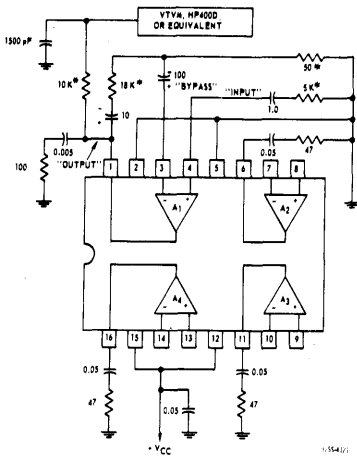 VTVM, HP400D
OR EQUIVALENT
1500 pF
10K*
18K*
100
"BYPASS"
"INPUT"
50*
5K*
1.0
10
0.005
"OUTPUT"
100
0.05
47
1 2 3 4 5 6 7 8
- + A1
- + A2
A4 - +
A3 - +
16 15 14 13 12 11 10 9
0.05
0.05
47
0.05
47
+ VCC